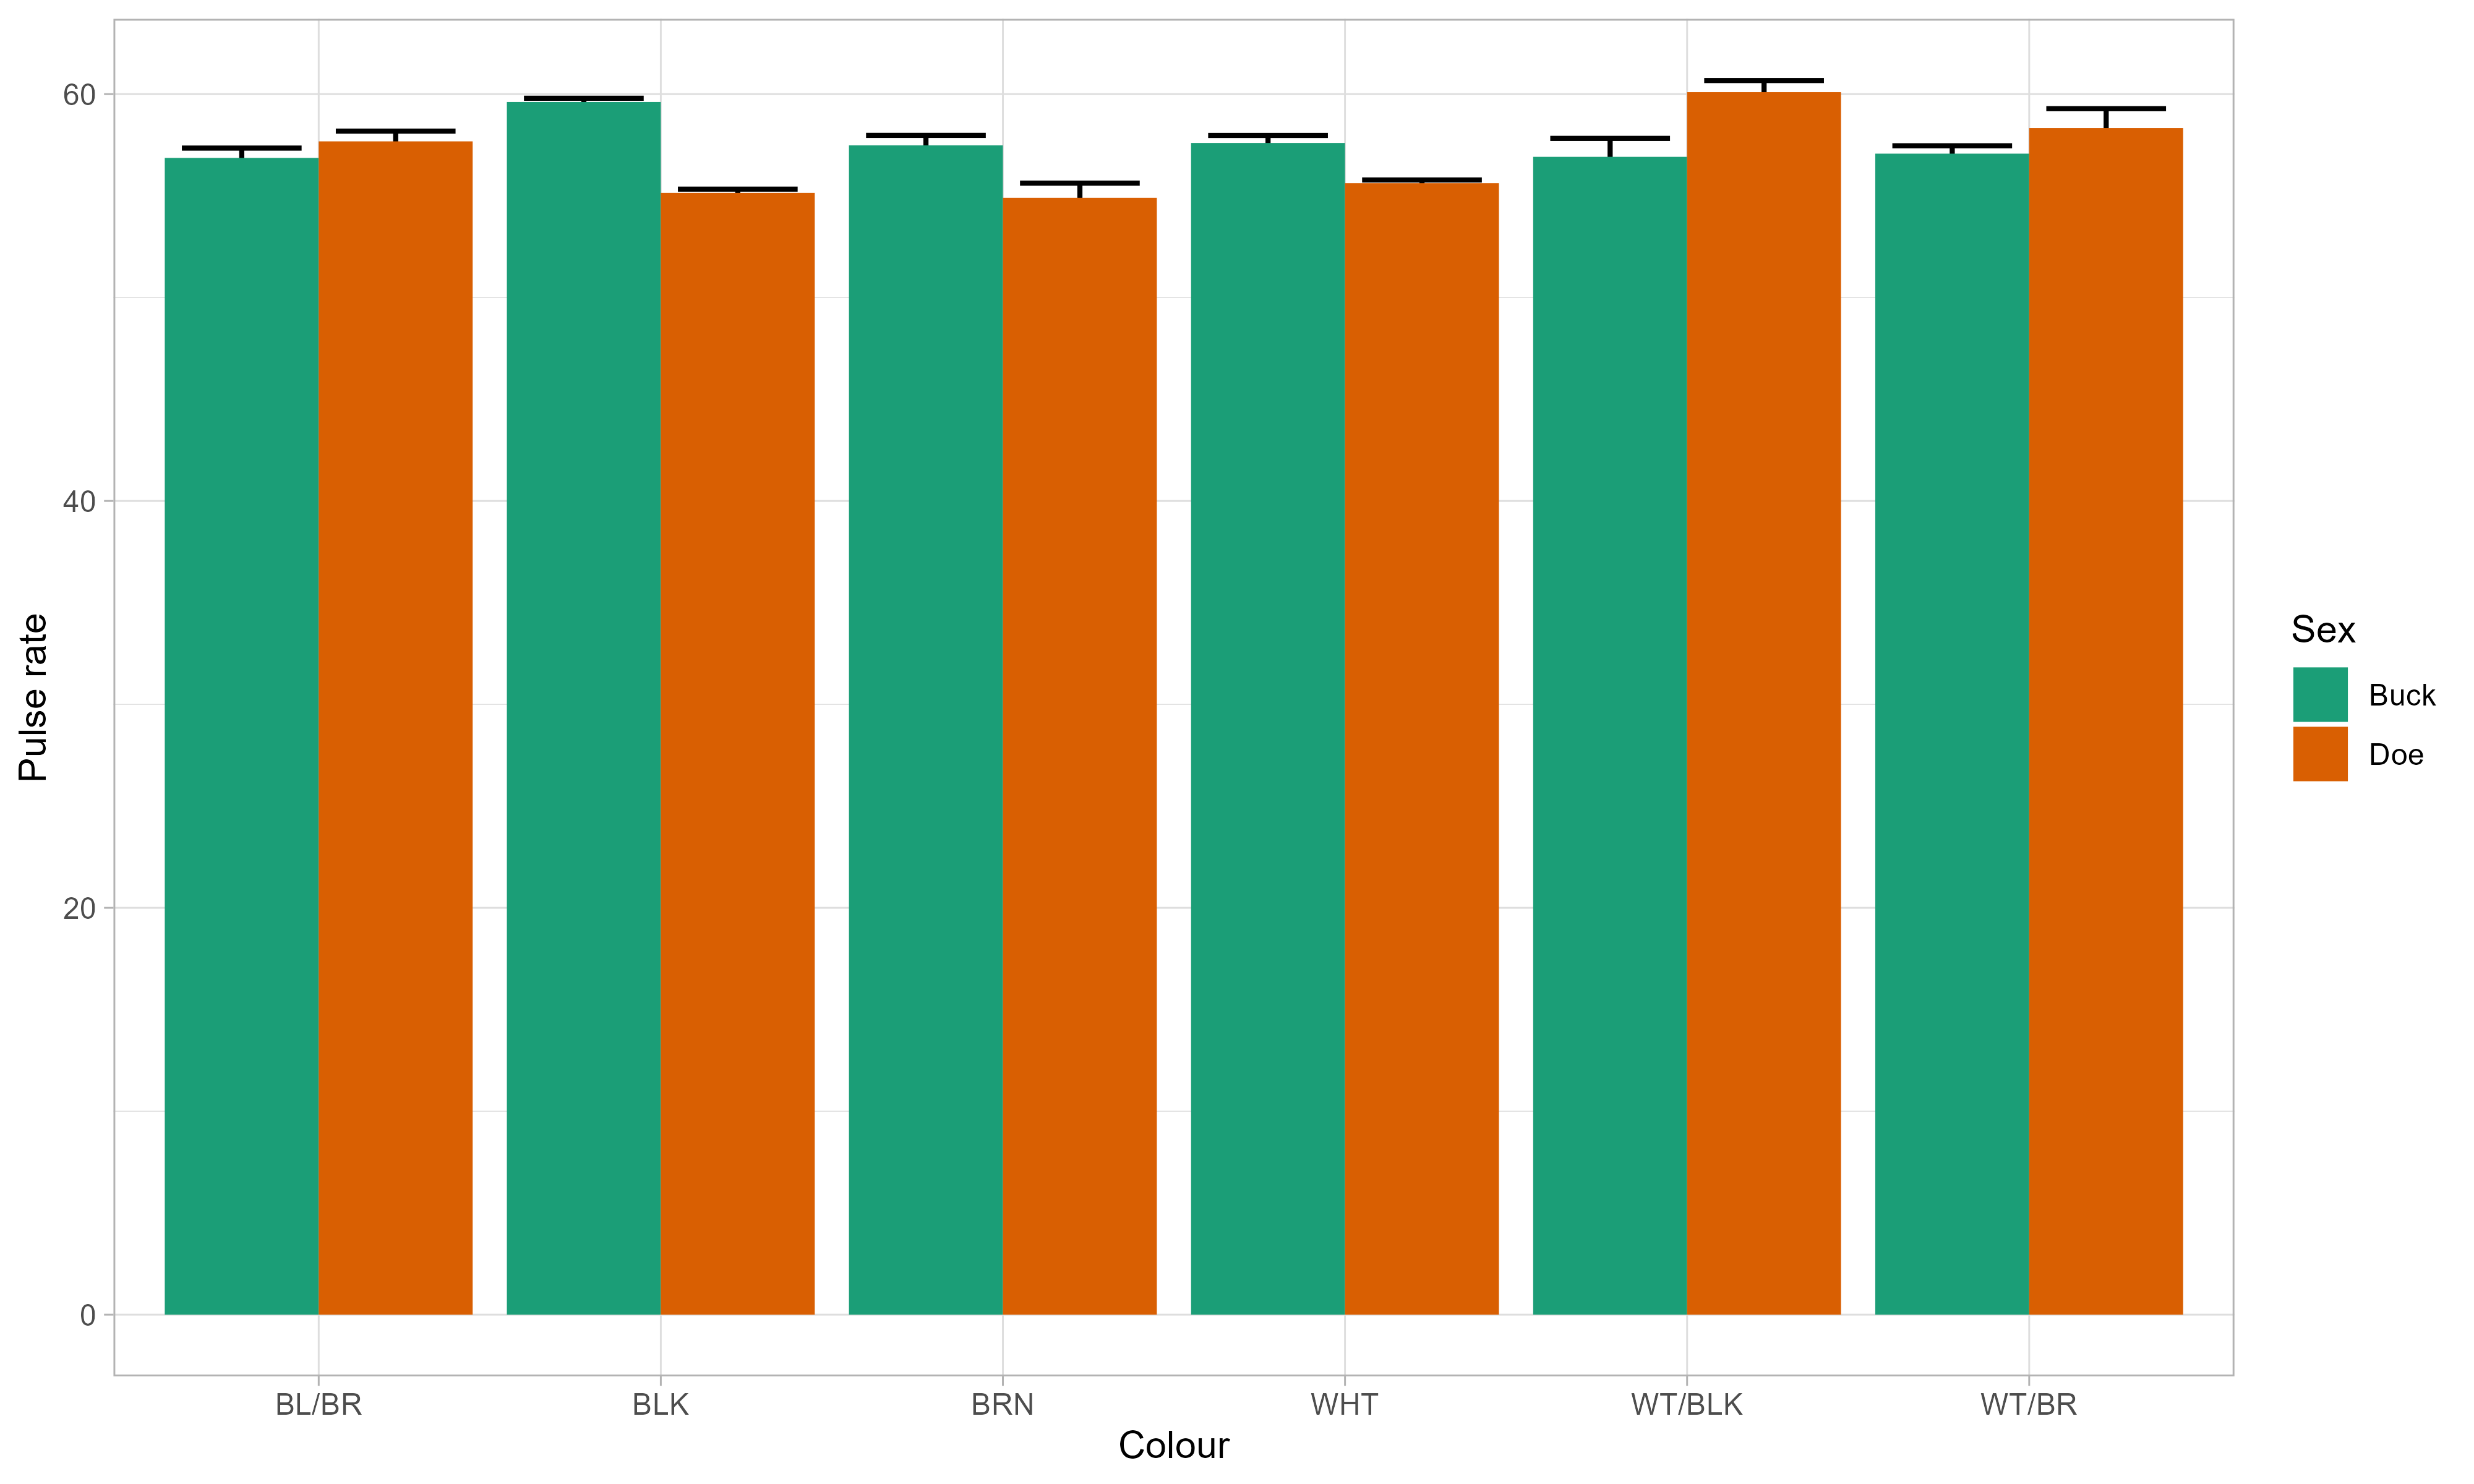 60
40
20
0
Pulse rate
BL/BR BLK BRN WHT WT/BLK WT/BR
Colour
Sex
Buck
Doe